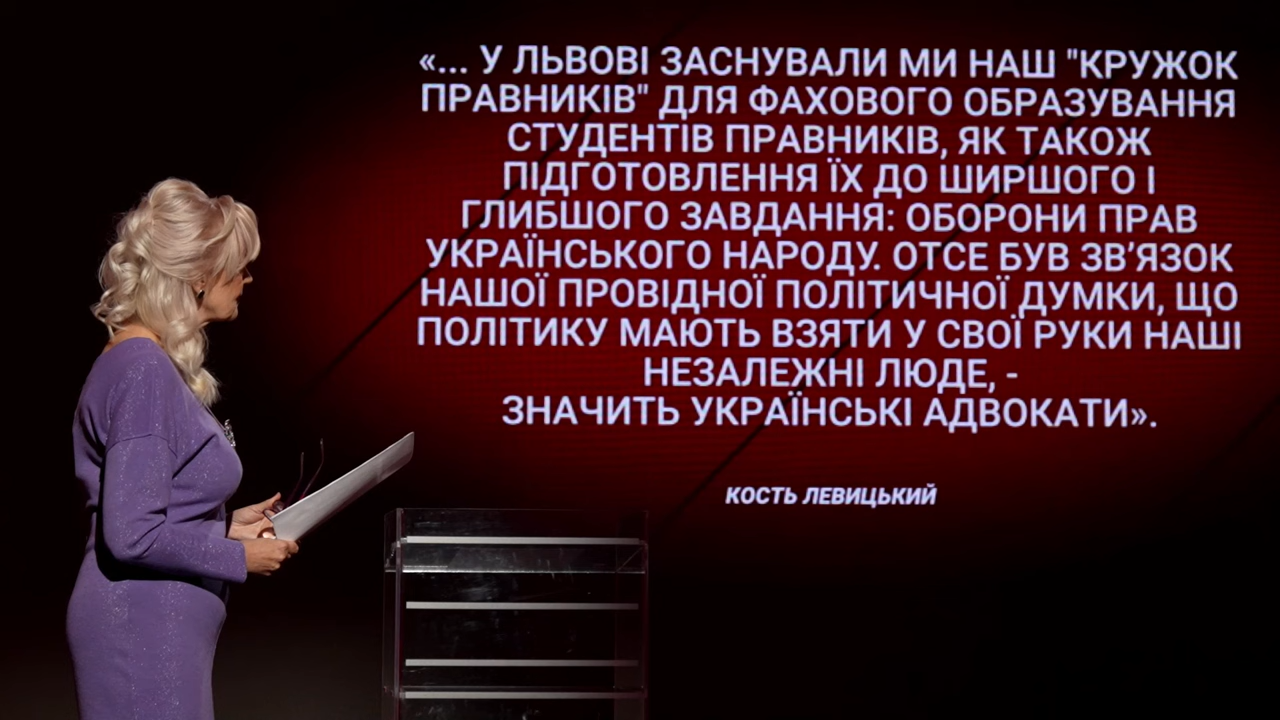 «... У ЛЬВОВІ ЗАСНУВАЛИ МИ НАШ "КРУЖОК
ПРАВНИКІВ" ДЛЯ ФАХОВОГО ОБРАЗУВАННЯ
СТУДЕНТІВ ПРАВНИКІВ, ЯК ТАКОЖ
ПІДГОТОВЛЕННЯ ЇХ ДО ШИРШОГО І
ГЛИБШОГО ЗАВДАННЯ: ОБОРОНИ ПРАВ
УКРАЇНСЬКОГО НАРОДУ. ОТСЕ БУВ ЗВ’ЯЗОК
НАШОЇ ПРОВІДНОЇ ПОЛІТИЧНОЇ ДУМКИ, ЩО
ПОЛІТИКУ МАЮТЬ ВЗЯТИ У СВОЇ РУКИ НАШІ
НЕЗАЛЕЖНІ ЛЮДЕ, -
ЗНАЧИТЬ УКРАЇНСЬКІ АДВОКАТИ».
КОСТЬ ЛЕВИЦЬКИЙ